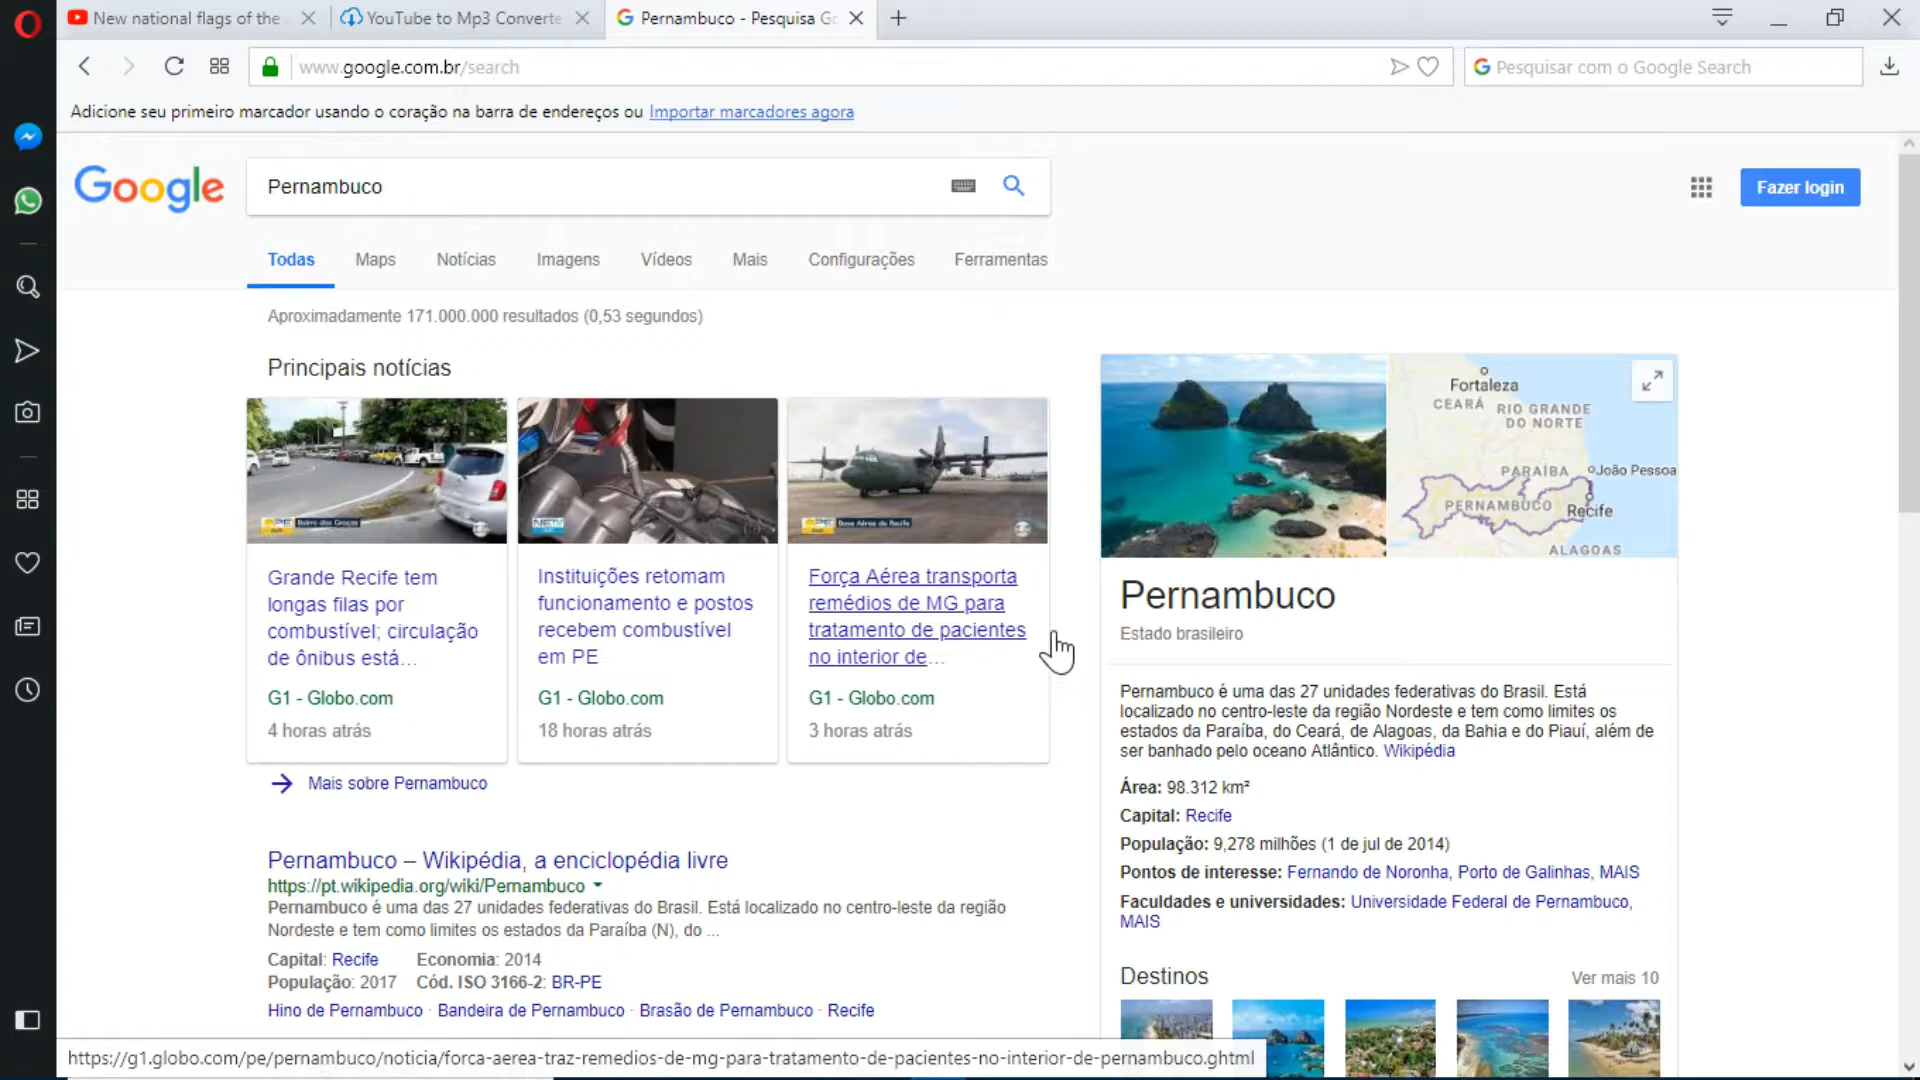 New national flags of the
YouTube to Mp3 Converte
Pernambuco - Pesquisa Go
www.google.com.br/search
Pesquisar com o Google Search
Adicione seu primeiro marcador usando o coração na barra de endereços ou Importar marcadores agora
Google
Pernambuco
Fazer login
Todas Maps Notícias Imagens Vídeos Mais Configurações Ferramentas
Aproximadamente 171.000.000 resultados (0,53 segundos)
Principais notícias
Bairro das Graças
Base Aérea do Recife
Grande Recife tem
longas filas por
combustível; circulação
de ônibus está...
G1 - Globo.com
4 horas atrás
Instituições retomam
funcionamento e postos
recebem combustível
em PE
G1 - Globo.com
18 horas atrás
Força Aérea transporta
remédios de MG para
tratamento de pacientes
no interior de...
G1 - Globo.com
3 horas atrás
Mais sobre Pernambuco
Pernambuco – Wikipédia, a enciclopédia livre
https://pt.wikipedia.org/wiki/Pernambuco
Pernambuco é uma das 27 unidades federativas do Brasil. Está localizado no centro-leste da região
Nordeste e tem como limites os estados da Paraíba (N), do ...
Capital: Recife Economia: 2014
População: 2017 Cód. ISO 3166-2: BR-PE
Hino de Pernambuco · Bandeira de Pernambuco · Brasão de Pernambuco · Recife
Fortaleza
CEARÁ
RIO GRANDE
DO NORTE
PARAÍBA
João Pessoa
PERNAMBUCO
Recife
ALAGOAS
Pernambuco
Estado brasileiro
Pernambuco é uma das 27 unidades federativas do Brasil. Está
localizado no centro-leste da região Nordeste e tem como limites os
estados da Paraíba, do Ceará, de Alagoas, da Bahia e do Piauí, além de
ser banhado pelo oceano Atlântico. Wikipédia
Área: 98.312 km²
Capital: Recife
População: 9,278 milhões (1 de jul de 2014)
Pontos de interesse: Fernando de Noronha, Porto de Galinhas, MAIS
Faculdades e universidades: Universidade Federal de Pernambuco,
MAIS
Destinos
Ver mais 10
https://g1.globo.com/pe/pernambuco/noticia/forca-aerea-traz-remedios-de-mg-para-tratamento-de-pacientes-no-interior-de-pernambuco.ghtml